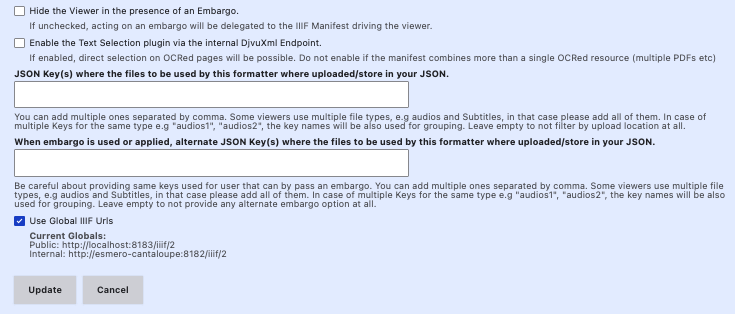 Hide the Viewer in the presence of an Embargo.
If unchecked, acting on an embargo will be delegated to the IIIF Manifest driving the viewer.
Enable the Text Selection plugin via the internal DjvuXml Endpoint.
If enabled, direct selection on OCRed pages will be possible. Do not enable if the manifest combines more than a single OCRed resource (multiple PDFs etc)
JSON Key(s) where the files to be used by this formatter where uploaded/store in your JSON.
You can add multiple ones separated by comma. Some viewers use multiple file types, e.g audios and Subtitles, in that case please add all of them. In case of
multiple Keys for the same type e.g "audios1", "audios2", the key names will be also used for grouping. Leave empty to not filter by upload location at all.
When embargo is used or applied, alternate JSON Key(s) where the files to be used by this formatter where uploaded/store in your JSON.
Be careful about providing same keys used for user that can by pass an embargo. You can add multiple ones separated by comma. Some viewers use multiple file
types, e.g audios and Subtitles, in that case please add all of them. In case of multiple Keys for the same type e.g "audios1", "audios2", the key names will be also
used for grouping. Leave empty to not provide any alternate embargo option at all.
Use Global IIIF Urls
Current Globals:
Public: http://localhost:8183/iiif/2
Internal: http://esmero-cantaloupe:8182/iiif/2
Update Cancel